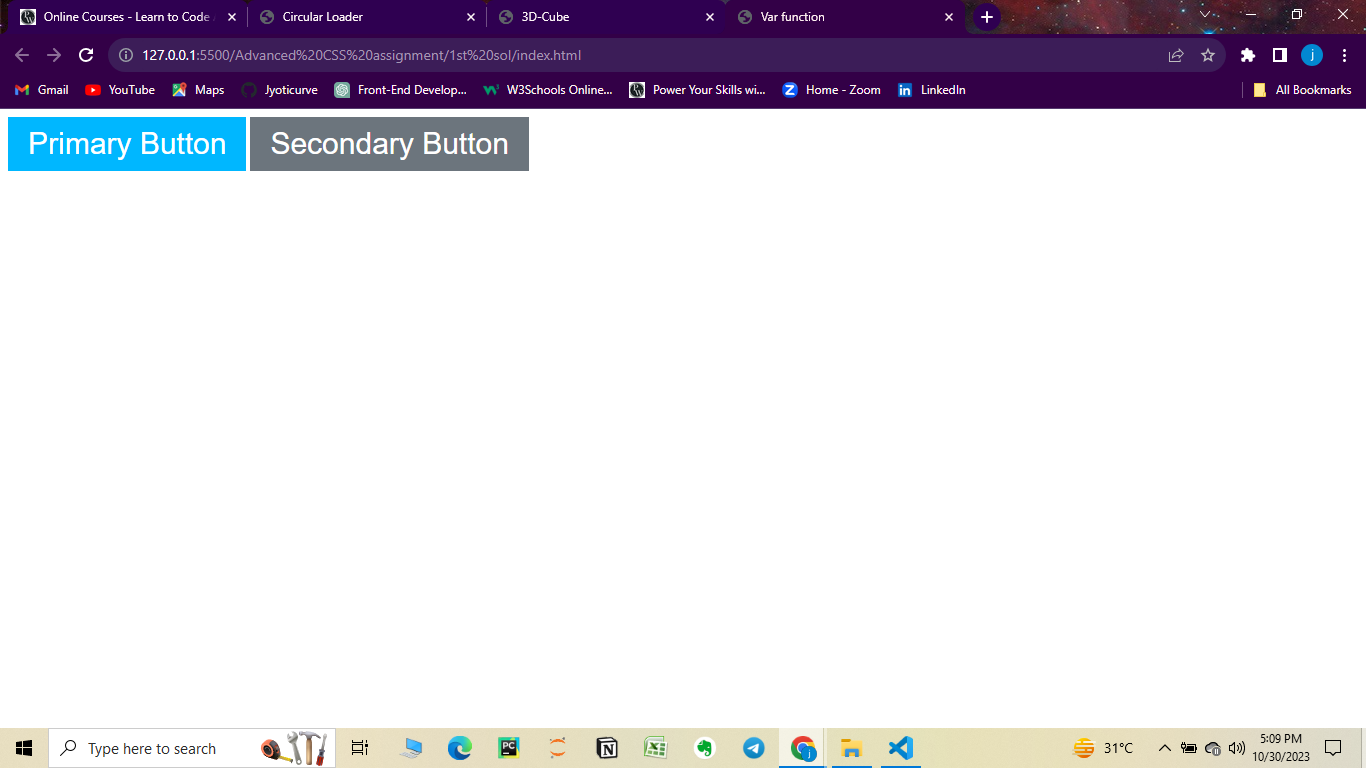 Online Courses - Learn to Code
Circular Loader
3D-Cube
Var function
127.0.0.1:5500/Advanced%20CSS%20assignment/1st%20sol/index.html
j
Gmail
YouTube
Maps
Jyoticurve
Front-End Develop...
W3Schools Online...
Power Your Skills wi...
Home - Zoom
LinkedIn
All Bookmarks
Primary Button Secondary Button
Type here to search
31°C
5:09 PM
10/30/2023